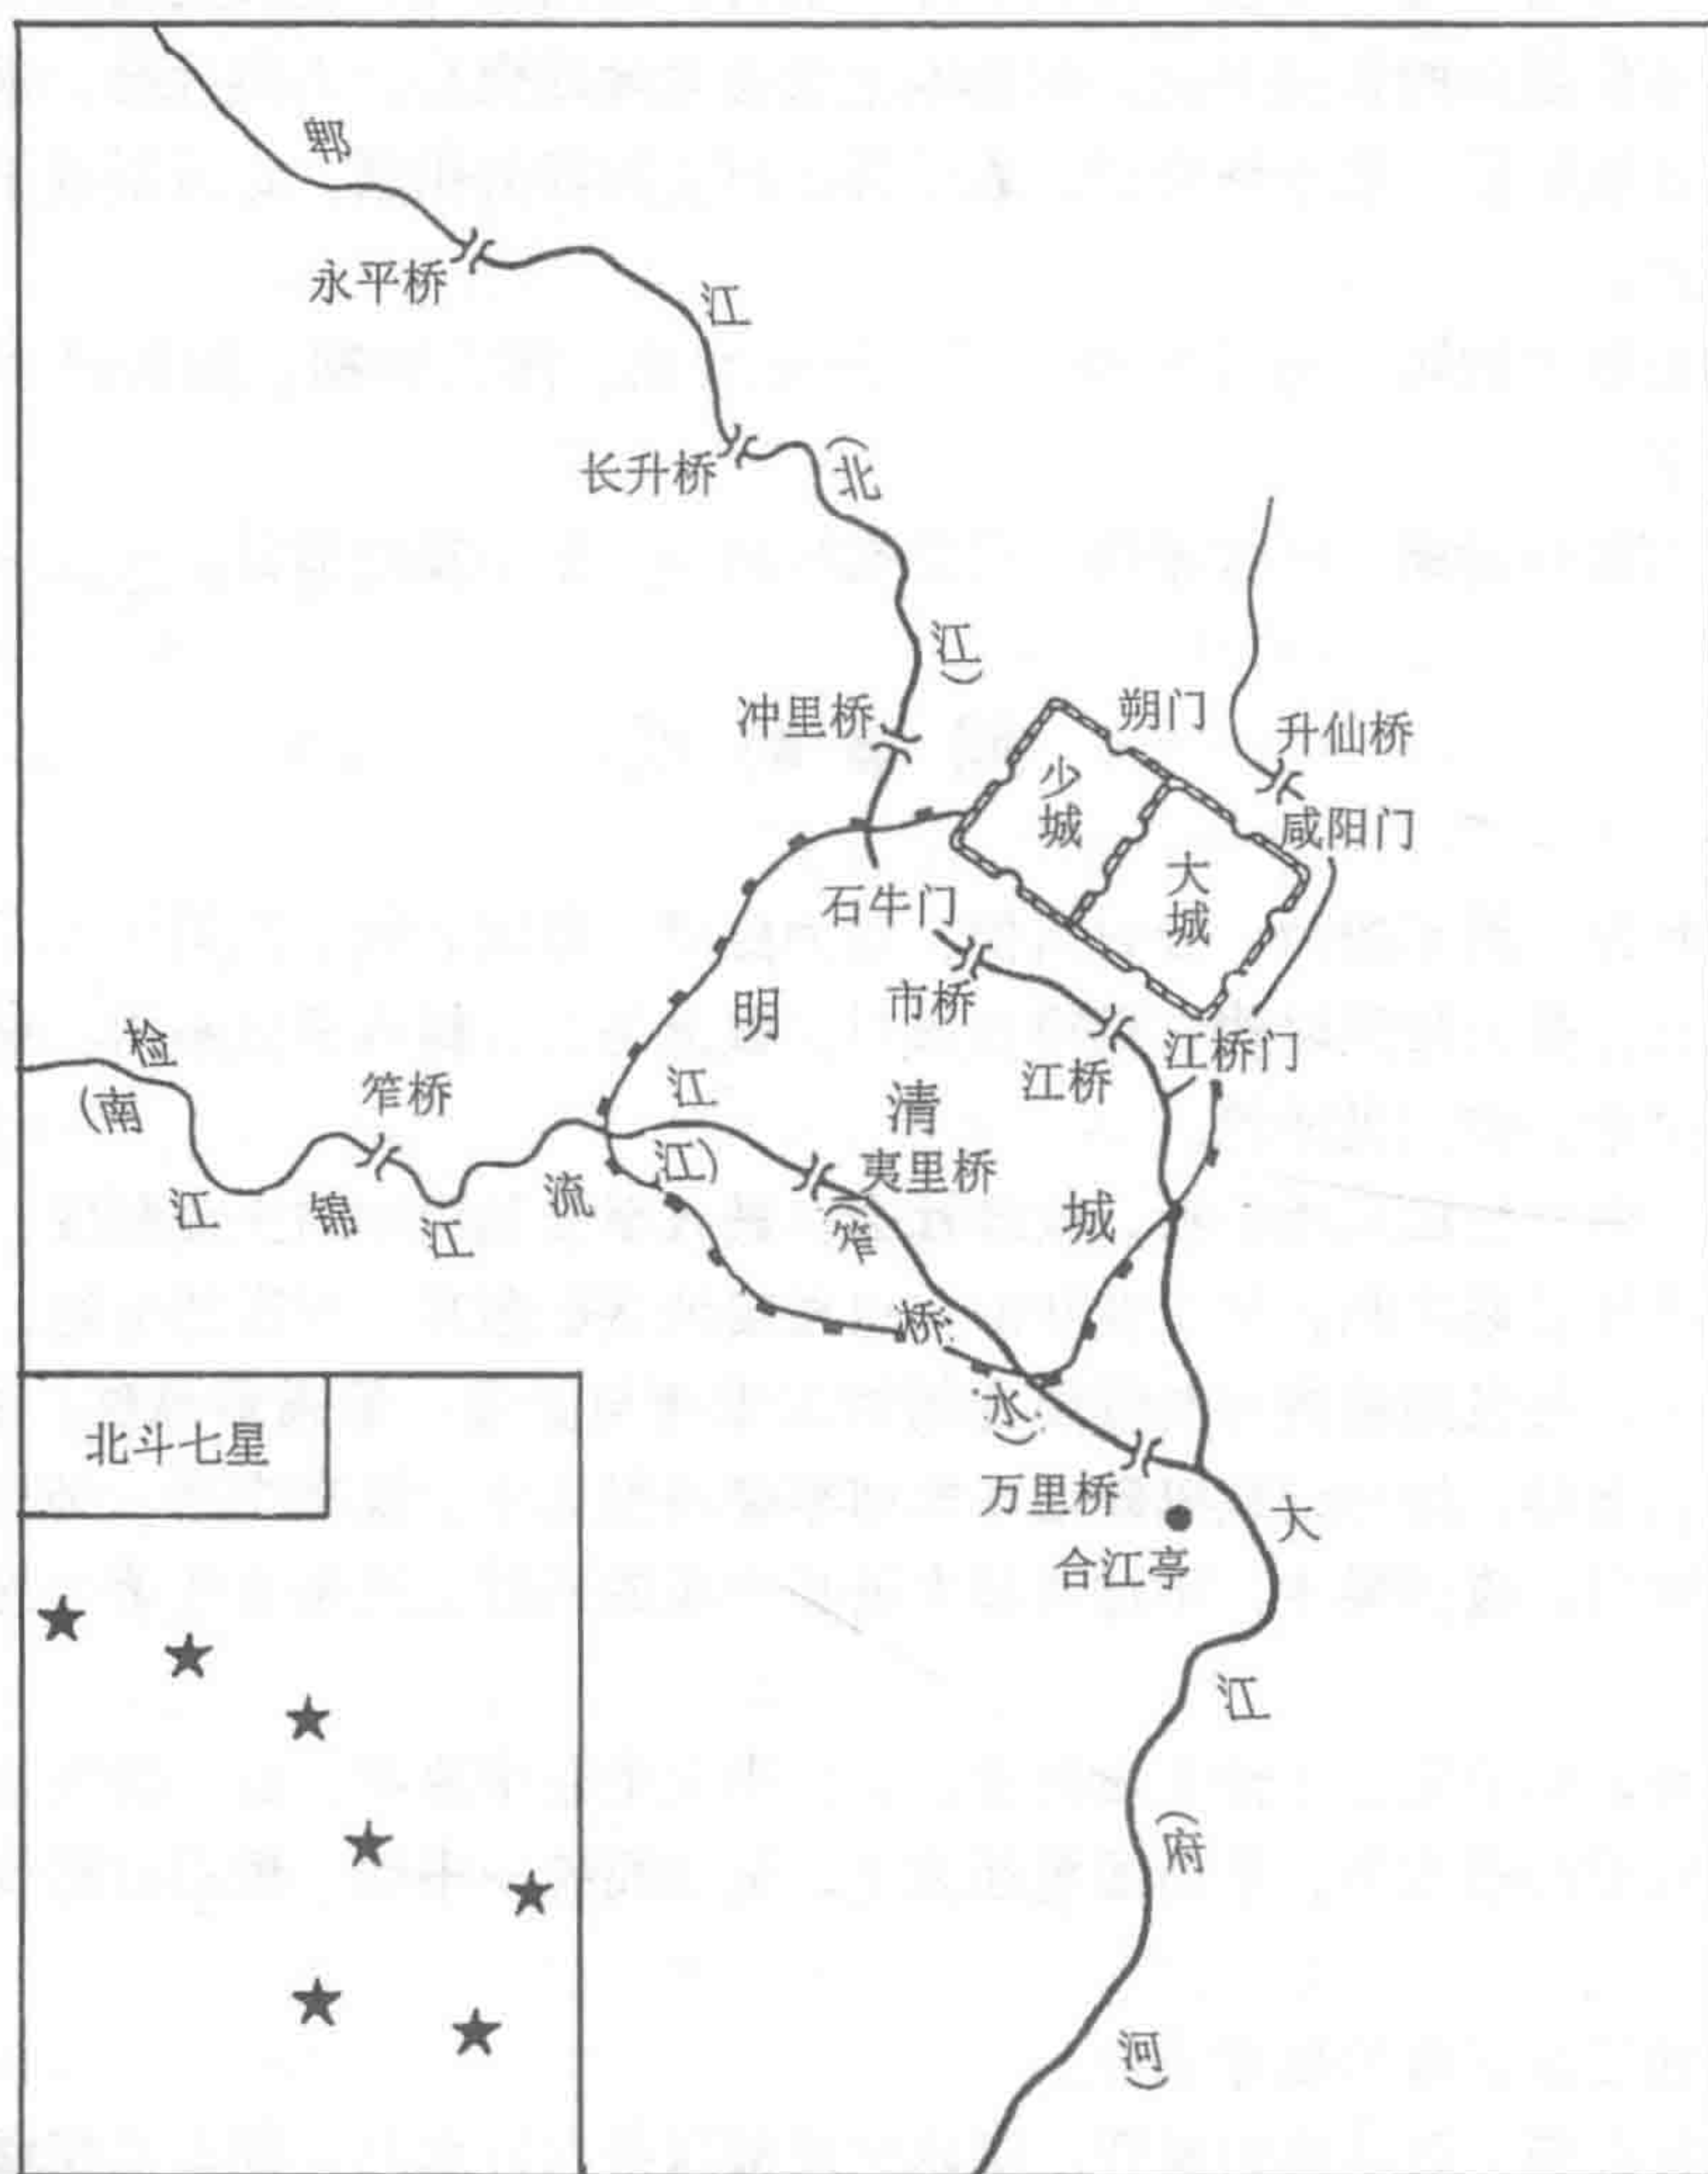 郫
江
永平桥
长升桥
(北
江)
冲里桥
朔门
升仙桥
咸阳门
少城
大城
石牛门
市桥
江桥
江桥门
明
清
城
检
江
(南
江)
笮桥
江
锦
江
流
夷里桥
(笮
桥
水)
万里桥
合江亭
大
江
(府
河)
北斗七星